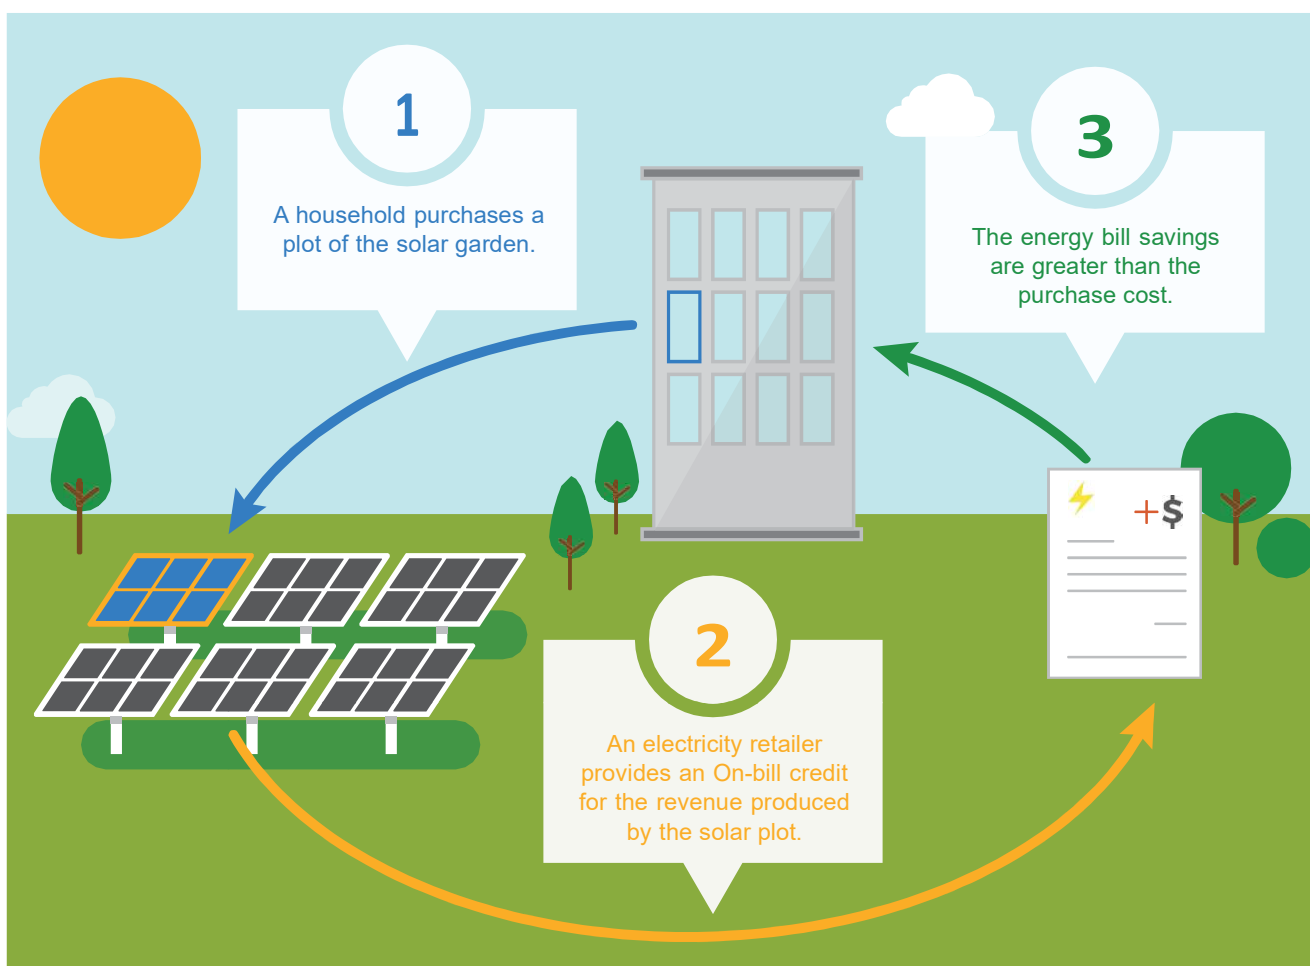 1
A household purchases a
plot of the solar garden.
3
The energy bill savings
are greater than the
purchase cost.
+$
2
An electricity retailer
provides an On-bill credit
for the revenue produced
by the solar plot.